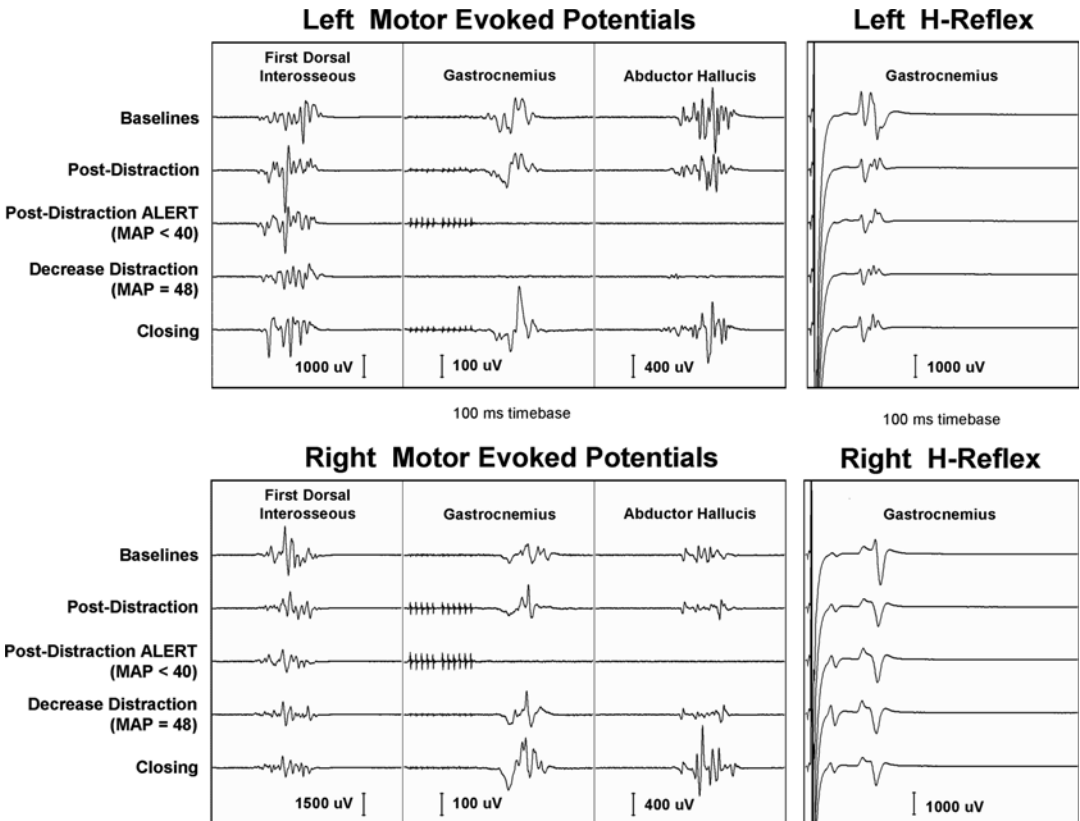 Left Motor Evoked Potentials
Left H-Reflex
First Dorsal
Interosseous
Gastrocnemius
Abductor Hallucis
Gastrocnemius
Baselines
Post-Distraction
Post-Distraction ALERT
(MAP < 40)
Decrease Distraction
(MAP = 48)
Closing
1000 uV
100 uV
400 uV
1000 uV
100 ms timebase
100 ms timebase
Right Motor Evoked Potentials
Right H-Reflex
First Dorsal
Interosseous
Gastrocnemius
Abductor Hallucis
Gastrocnemius
Baselines
Post-Distraction
Post-Distraction ALERT
(MAP < 40)
Decrease Distraction
(MAP = 48)
Closing
1500 uV
100 uV
400 uV
1000 uV